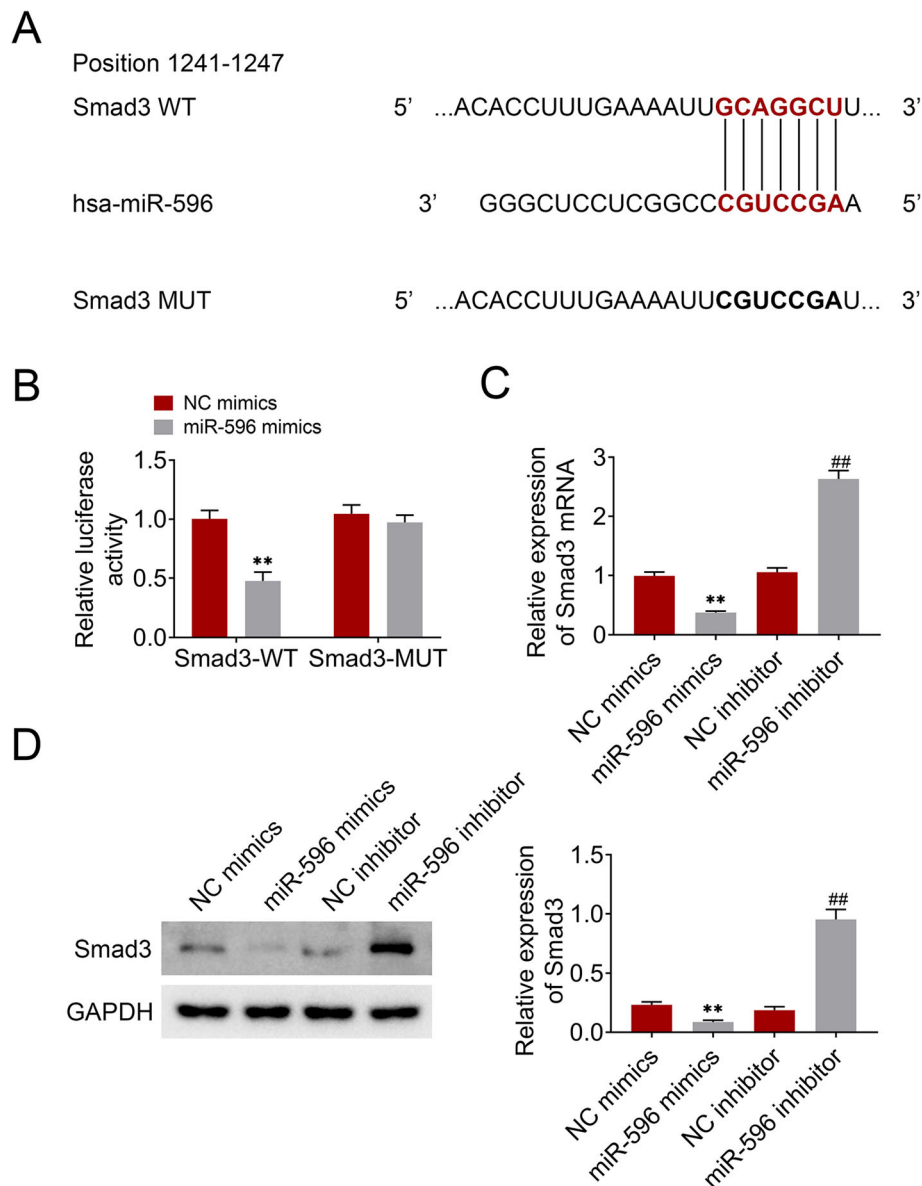 A
Position 1241-1247
Smad3 WT 5’ ...ACACCUUUGAAAAUUGCAGGCUU... 3’
hsa-miR-596 3’ GGGCUCCUCGGCCCGUCCGAA 5’
Smad3 MUT 5’ ...ACACCUUUGAAAAUUCGUCCGAU... 3’
B
NC mimics
miR-596 mimics
Relative luciferase
activity
1.5
1.0
0.5
0.0
**
Smad3-WT Smad3-MUT
C
Relative expression
of Smad3 mRNA
3
2
1
0
**
##
NC mimics
miR-596 mimics
NC inhibitor
miR-596 inhibitor
D
NC mimics
miR-596 mimics
NC inhibitor
miR-596 inhibitor
Smad3
GAPDH
Relative expression
of Smad3
1.5
1.0
0.5
0.0
**
##
NC mimics
miR-596 mimics
NC inhibitor
miR-596 inhibitor